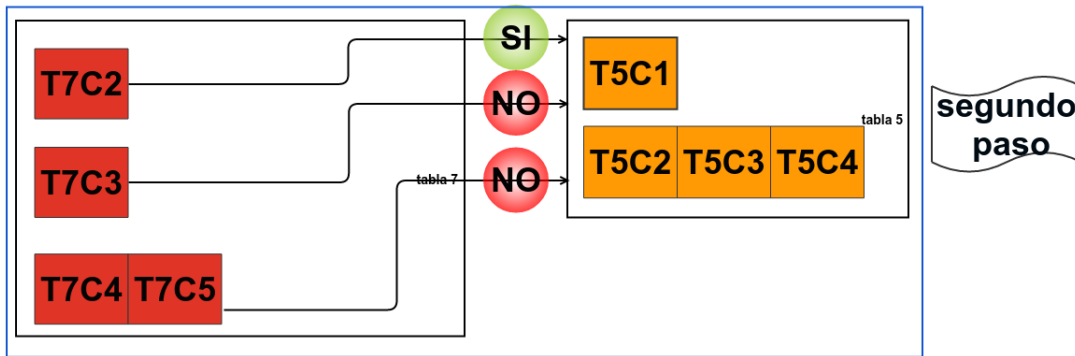 SI
T7C2
T5C1
NO
segundo
paso
tabla 5
T7C3
tabla 7
NO
T5C2 T5C3 T5C4
T7C4 T7C5